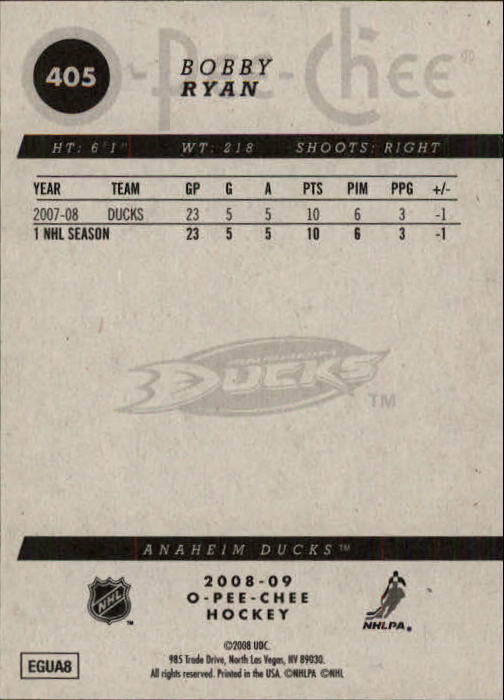 O-Pee-Chee®
405
BOBBY
RYAN
HT: 6'1" WT: 218 SHOOTS: RIGHT
YEAR TEAM GP G A PTS PIM PPG +/-
2007-08 DUCKS 23 5 5 10 6 3 -1
1 NHL SEASON 23 5 5 10 6 3 -1
DUCKS TM
ANAHEIM DUCKS™
2008-09
O-PEE-CHEE
HOCKEY
NHL ™
NHLPA®
©2008 UDC.
985 Trade Drive, North Las Vegas, NV 89030.
All rights reserved. Printed in the USA. ©NHLPA ©NHL
EGUA8